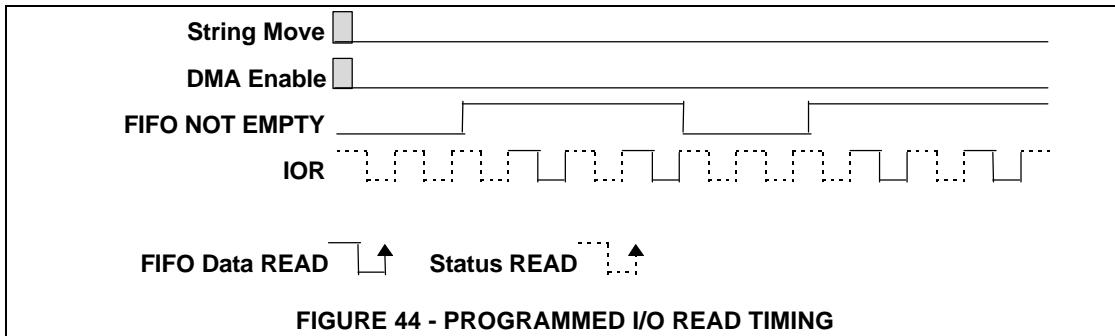 String Move
DMA Enable
FIFO NOT EMPTY
IOR
FIFO Data READ Status READ
FIGURE 44 - PROGRAMMED I/O READ TIMING